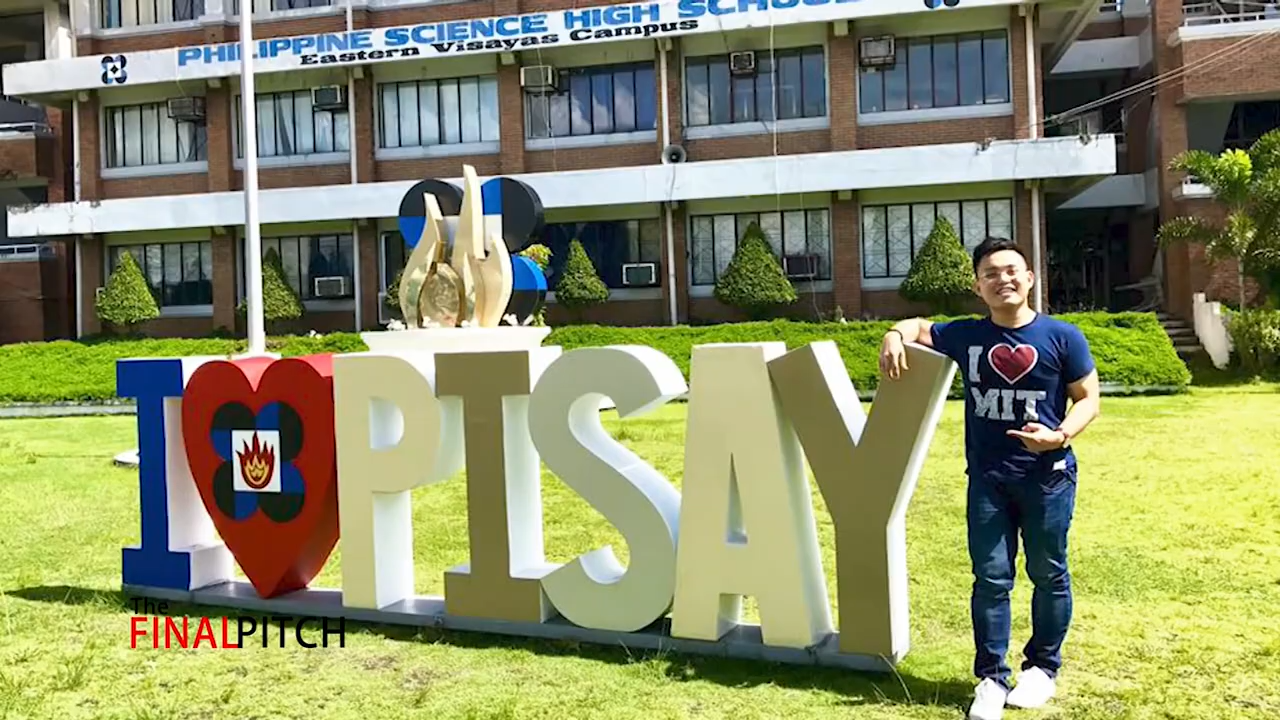 PHILIPPINE SCIENCE HIGH SCHOOL
Eastern Visayas Campus
I PISAY
I
MIT
The
FINALPITCH